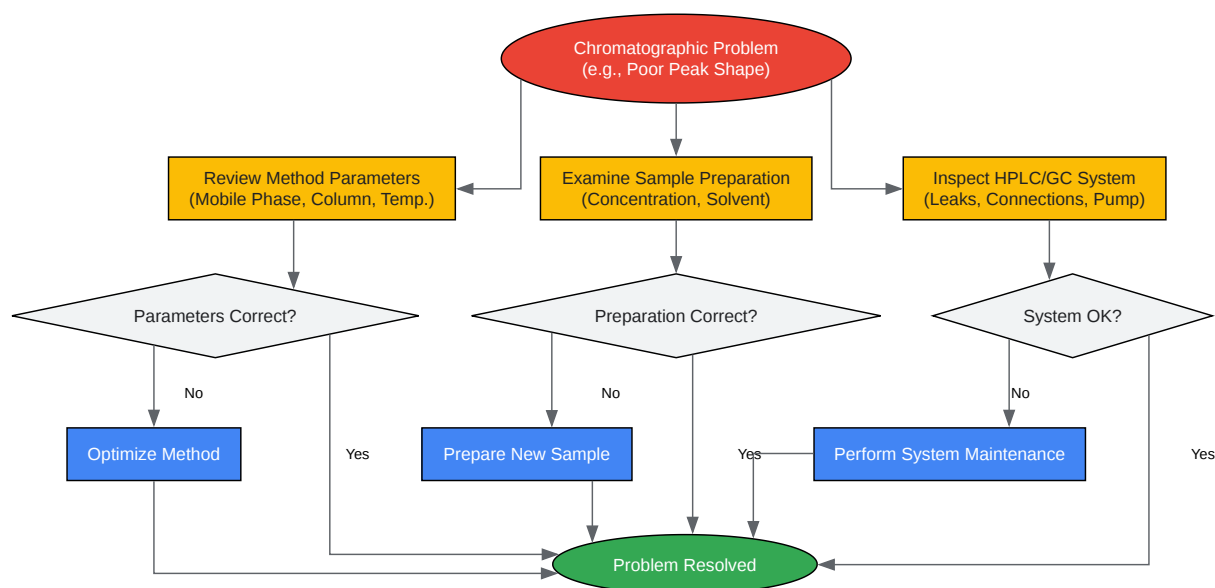 Chromatographic Problem
(e.g., Poor Peak Shape)
Review Method Parameters
(Mobile Phase, Column, Temp.)
Examine Sample Preparation
(Concentration, Solvent)
Inspect HPLC/GC System
(Leaks, Connections, Pump)
Parameters Correct?
Preparation Correct?
System OK?
No
No
No
Optimize Method
Yes
Prepare New Sample
Yes
Perform System Maintenance
Yes
Problem Resolved